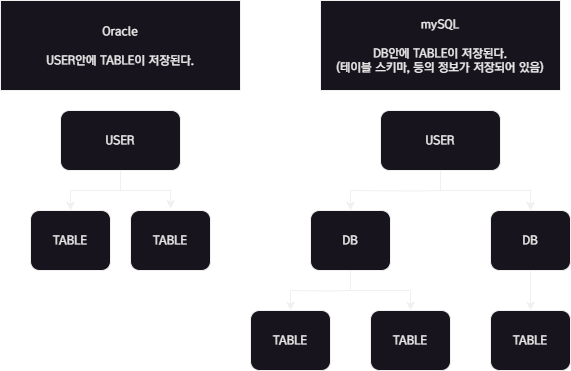 Oracle
USER안에 TABLE이 저장된다.
mySQL
DB안에 TABLE이 저장된다.
(테이블 스키마, 등의 정보가 저장되어 있음)
USER
USER
TABLE
TABLE
DB
DB
TABLE
TABLE
TABLE